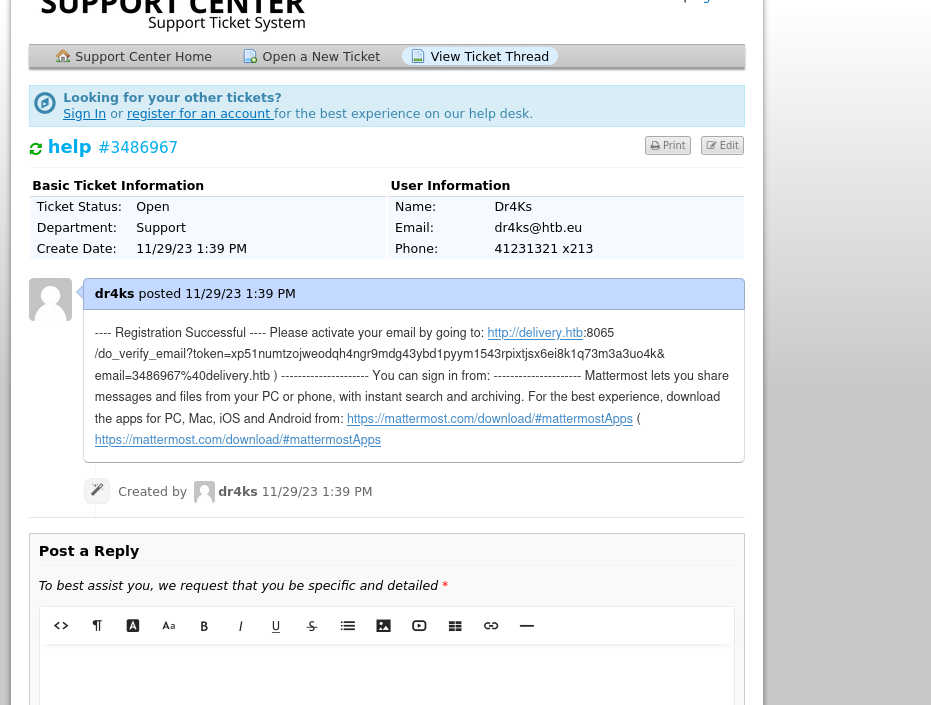 SUPPORT CENTER
Support Ticket System
Support Center Home Open a New Ticket View Ticket Thread
Looking for your other tickets?
Sign In or register for an account for the best experience on our help desk.
help #3486967
Print Edit
Basic Ticket Information User Information
Ticket Status: Open Name: Dr4Ks
Department: Support Email: dr4ks@htb.eu
Create Date: 11/29/23 1:39 PM Phone: 41231321 x213
dr4ks posted 11/29/23 1:39 PM
---- Registration Successful ---- Please activate your email by going to: http://delivery.htb:8065
/do_verify_email?token=xp51numtzojweodqh4ngr9mdg43ybd1pyym1543rpixtjsx6ei8k1q73m3a3uo4k&
email=3486967%40delivery.htb ) --------------------- You can sign in from: --------------------- Mattermost lets you share
messages and files from your PC or phone, with instant search and archiving. For the best experience, download
the apps for PC, Mac, iOS and Android from: https://mattermost.com/download/#mattermostApps (
https://mattermost.com/download/#mattermostApps
Created by dr4ks 11/29/23 1:39 PM
Post a Reply
To best assist you, we request that you be specific and detailed *
<> ¶ A Aa B I U S